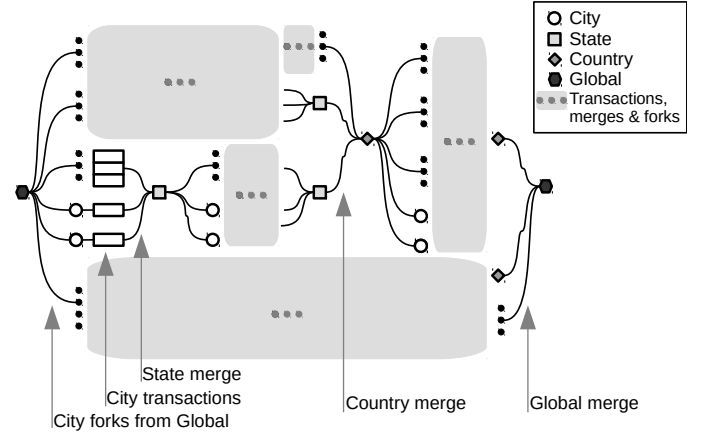 City
State
Country
Global
Transactions,
merges & forks
State merge
City transactions
City forks from Global
Country merge
Global merge